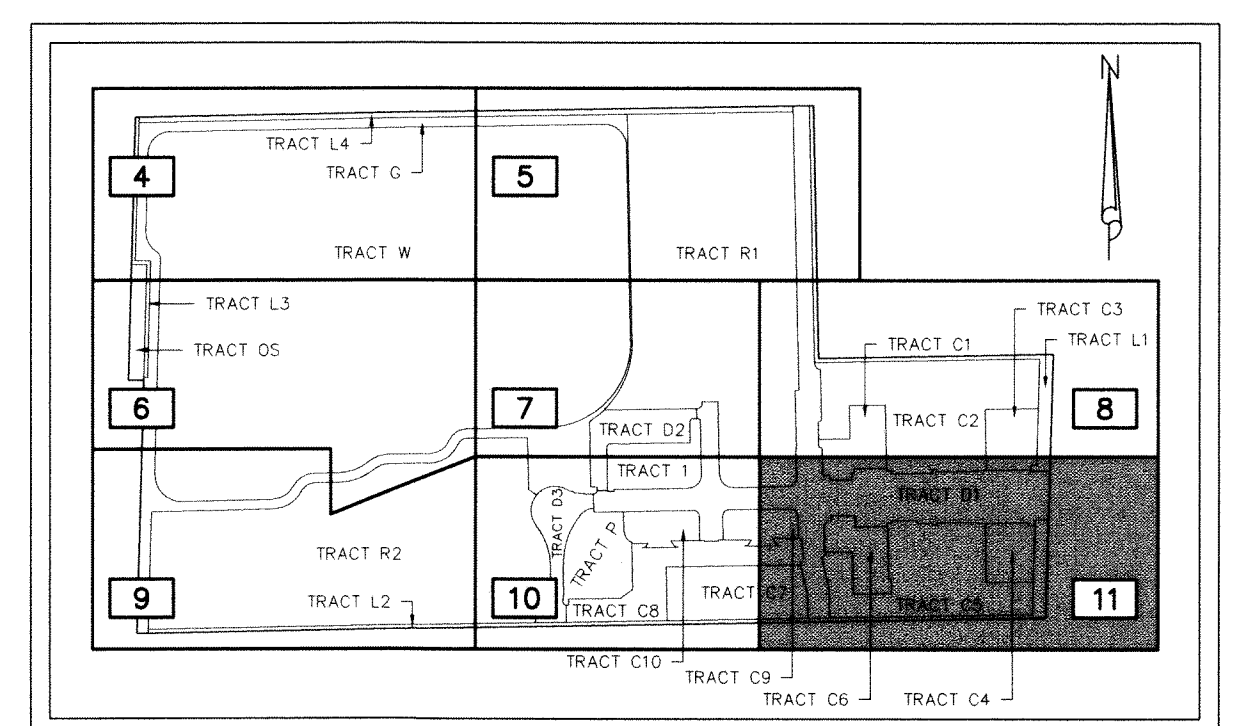 N
TRACT L4
TRACT G
4
5
TRACT W
TRACT R1
TRACT L3
TRACT OS
TRACT C3
TRACT L1
TRACT C1
6
7
TRACT C2
8
TRACT D2
TRACT 1
TRACT D1
TRACT D3
TRACT P
TRACT R2
9
TRACT L2
10
TRACT C8
TRACT C7
TRACT C5
11
TRACT C10
TRACT C9
TRACT C6
TRACT C4